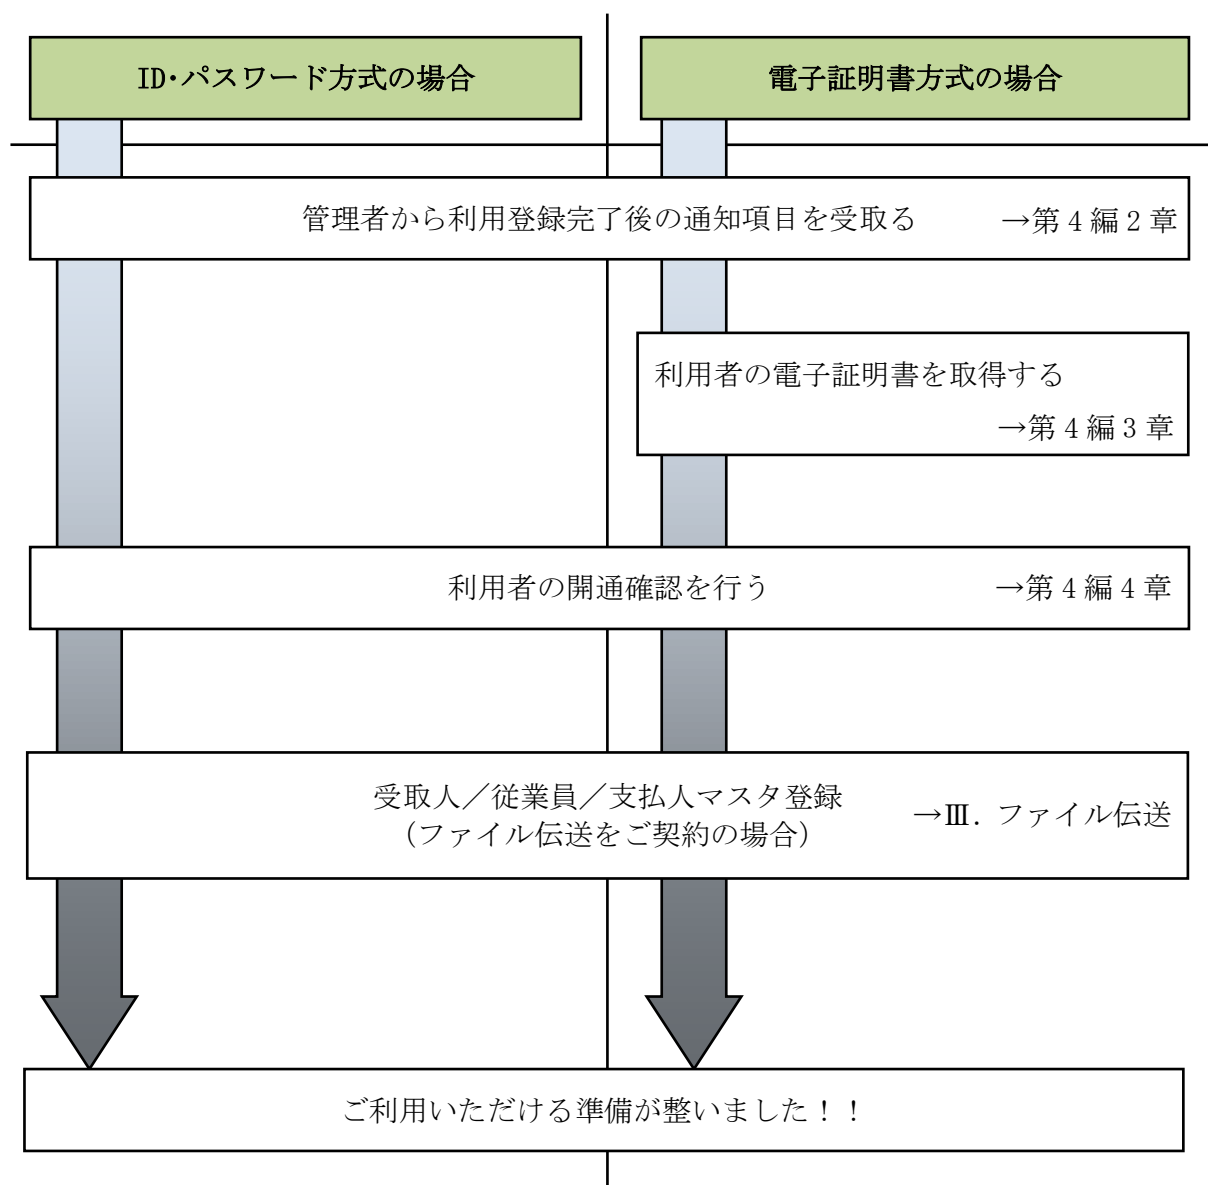 ID・パスワード方式の場合
電子証明書方式の場合
管理者から利用登録完了後の通知項目を受取る →第4編2章
利用者の電子証明書を取得する
→第4編3章
利用者の開通確認を行う →第4編4章
受取人／従業員／支払人マスタ登録
（ファイル伝送をご契約の場合）
→Ⅲ．ファイル伝送
ご利用いただける準備が整いました！！